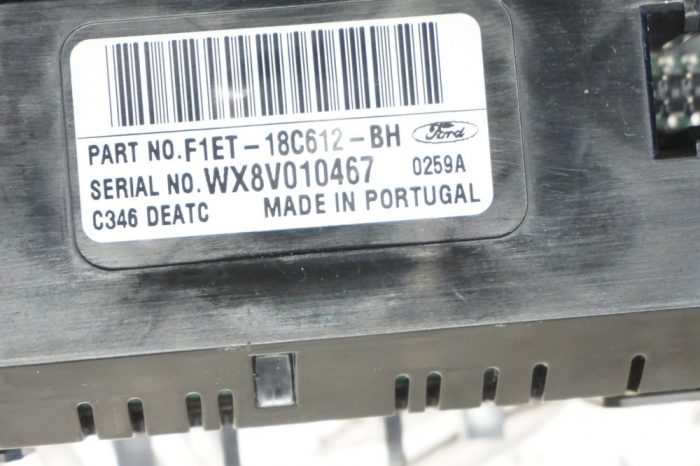 PART NO.F1ET-18C612-BH Ford
SERIAL NO.WX8V010467 0259A
C346 DEATC MADE IN PORTUGAL